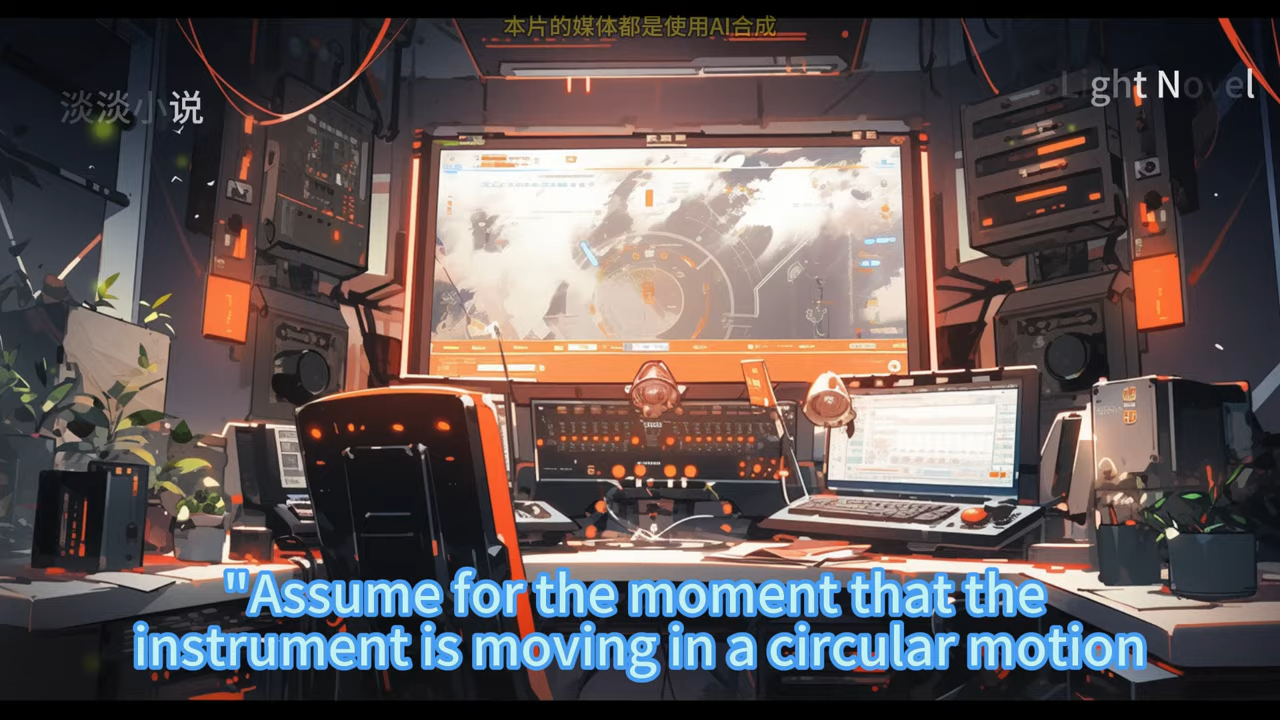 本片的媒体都是使用AI合成
淡淡小说
Light Novel
"Assume for the moment that the
instrument is moving in a circular motion